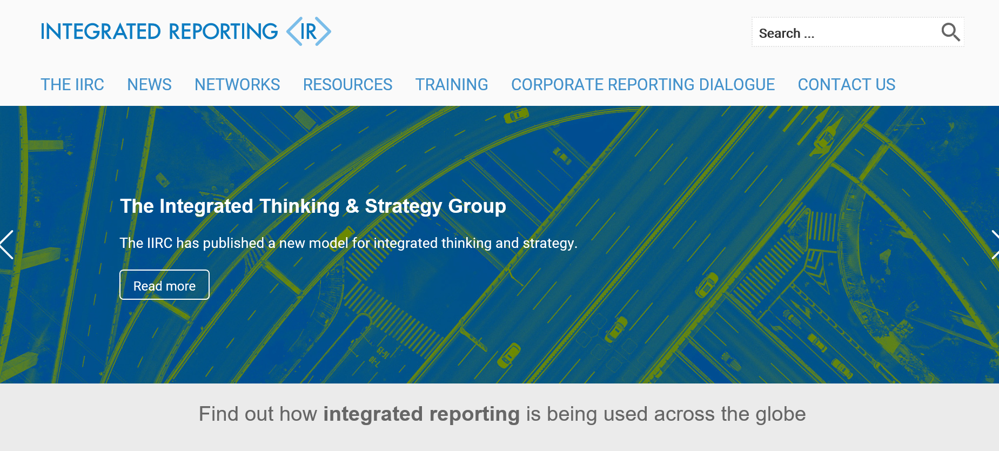 INTEGRATED REPORTING <IR>
Search ...
THE IIRC NEWS NETWORKS RESOURCES TRAINING CORPORATE REPORTING DIALOGUE CONTACT US
The Integrated Thinking & Strategy Group
The IIRC has published a new model for integrated thinking and strategy.
Read more
Find out how integrated reporting is being used across the globe